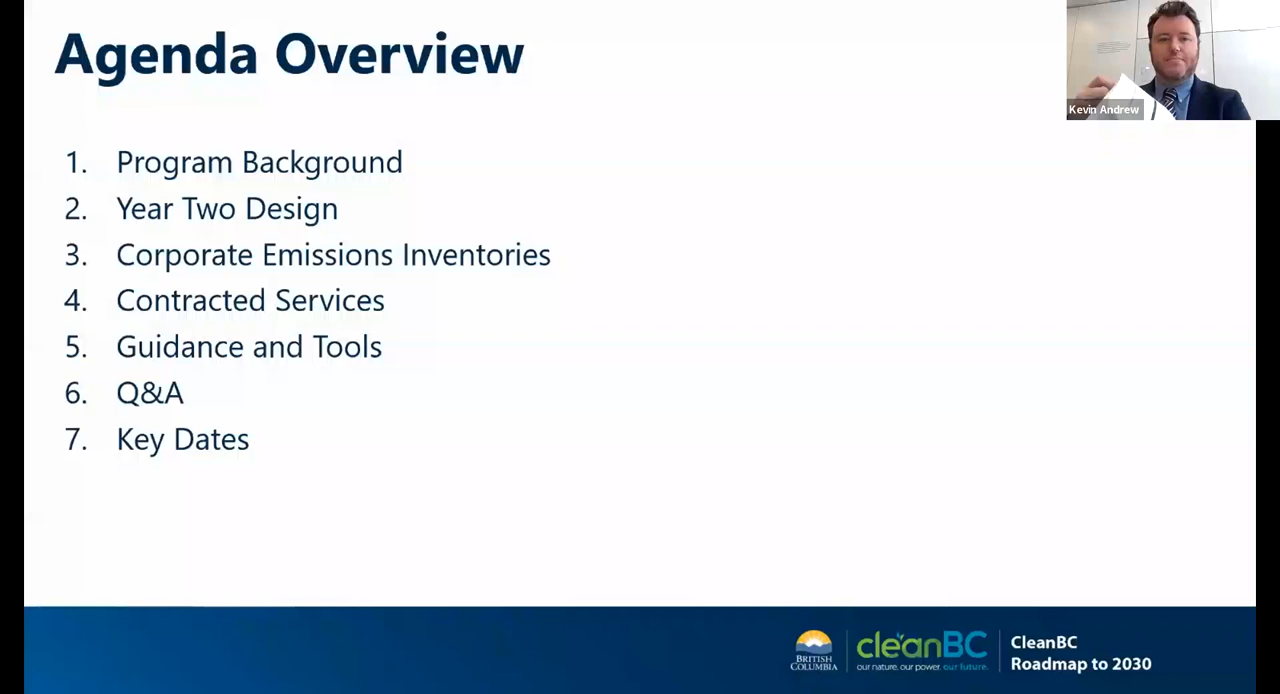 Agenda Overview
Kevin Andrew
1. Program Background
2. Year Two Design
3. Corporate Emissions Inventories
4. Contracted Services
5. Guidance and Tools
6. Q&A
7. Key Dates
BRITISH
COLUMBIA
cleanBC
our nature. our power. our future.
CleanBC
Roadmap to 2030